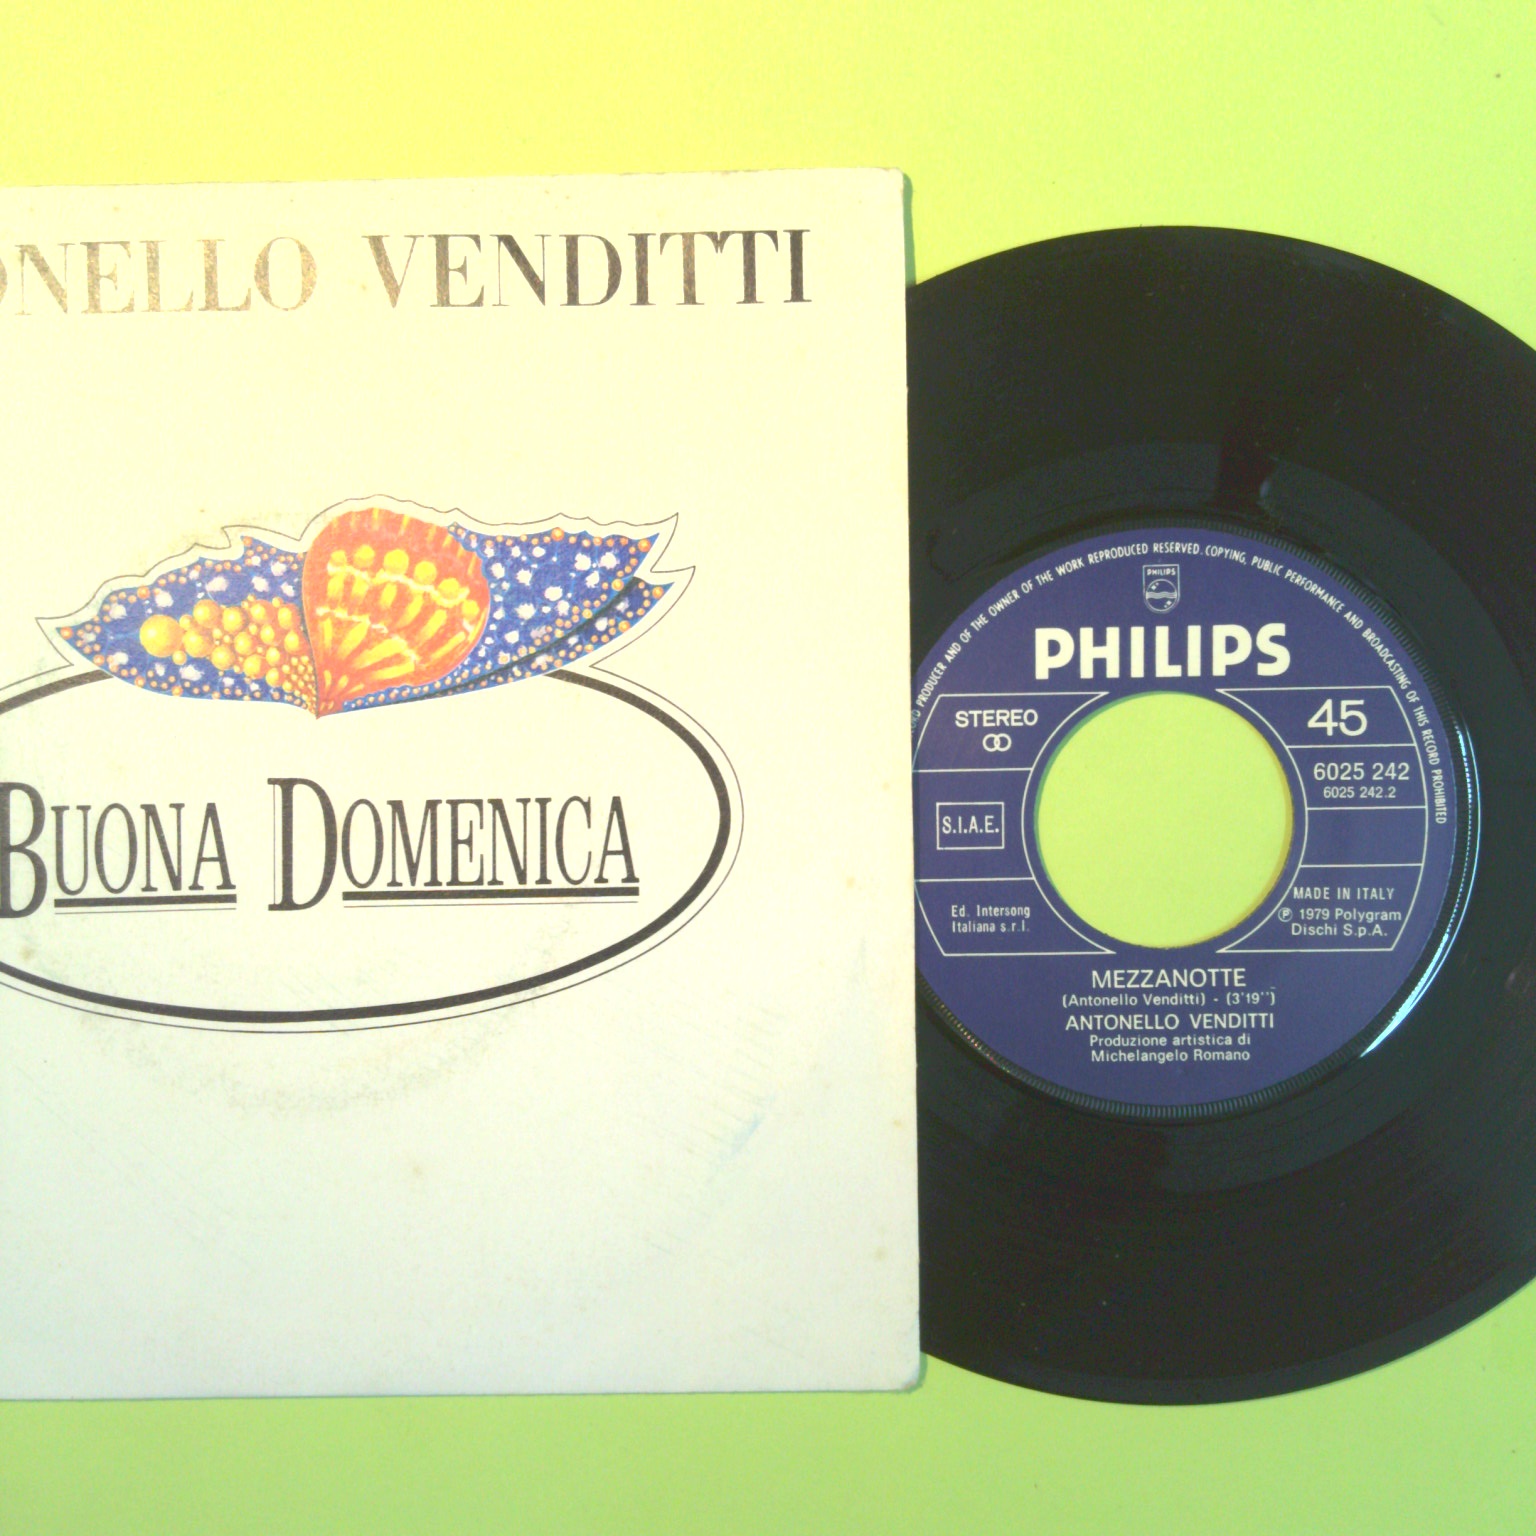 ONELLO VENDITTI
BUONA DOMENICA
PRODUCER AND OF THE OWNER OF THE WORK REPRODUCED RESERVED. COPYING, PUBLIC PERFORMANCE AND BROADCASTING OF THIS RECORD PROHIBITED
PHILIPS
PHILIPS
STEREO
45
6025 242
6025 242.2
S.I.A.E.
Ed. Intersong
Italiana s.r.l.
MADE IN ITALY
Ⓟ 1979 Polygram
Dischi S.p.A.
MEZZANOTTE
(Antonello Venditti) - (3'19'')
ANTONELLO VENDITTI
Produzione artistica di
Michelangelo Romano